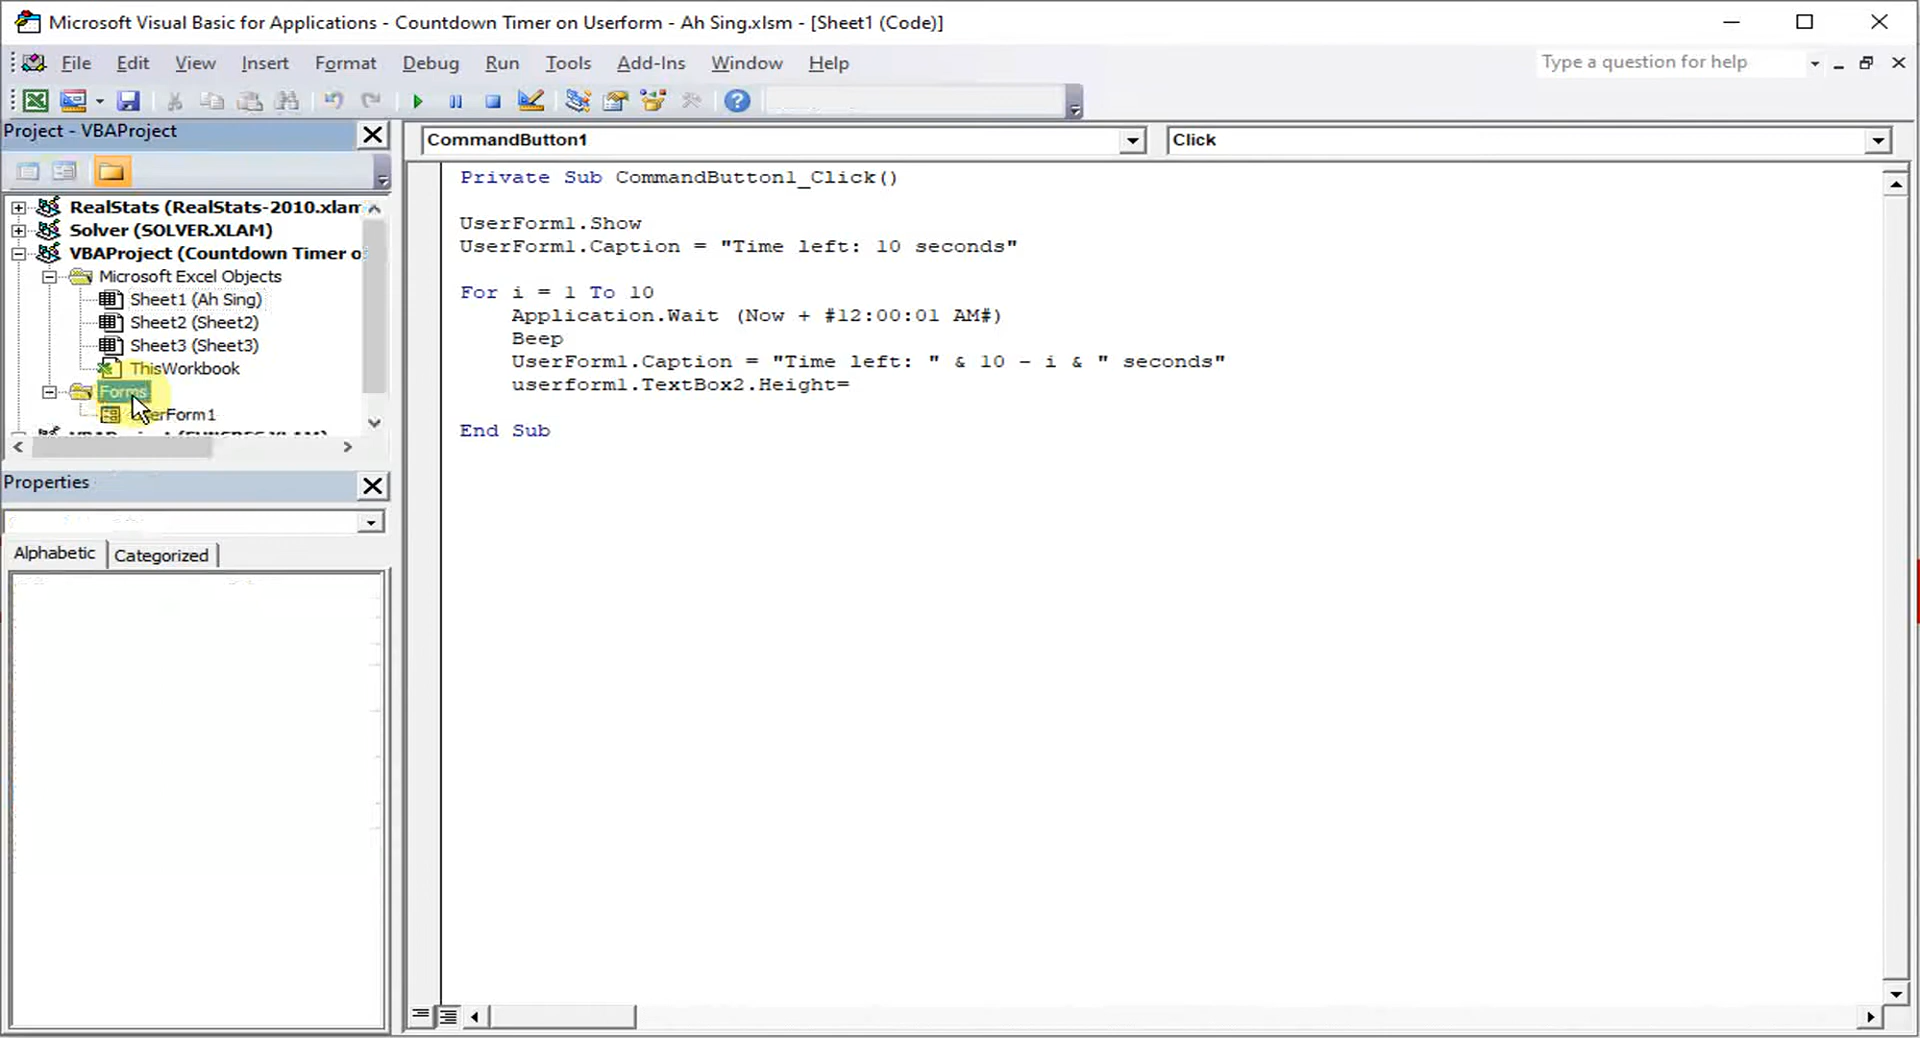 Microsoft Visual Basic for Applications - Countdown Timer on Userform - Ah Sing.xlsm - [Sheet1 (Code)]
File Edit View Insert Format Debug Run Tools Add-Ins Window Help
Type a question for help
Project - VBAProject
CommandButton1
Click
RealStats (RealStats-2010.xlam
Solver (SOLVER.XLAM)
VBAProject (Countdown Timer o
Microsoft Excel Objects
Sheet1 (Ah Sing)
Sheet2 (Sheet2)
Sheet3 (Sheet3)
ThisWorkbook
Forms
UserForm1
Properties
Alphabetic
Categorized
Private Sub CommandButton1_Click()
UserForm1.Show
UserForm1.Caption = "Time left: 10 seconds"
For i = 1 To 10
Application.Wait (Now + #12:00:01 AM#)
Beep
UserForm1.Caption = "Time left: " & 10 - i & " seconds"
userform1.TextBox2.Height=
End Sub